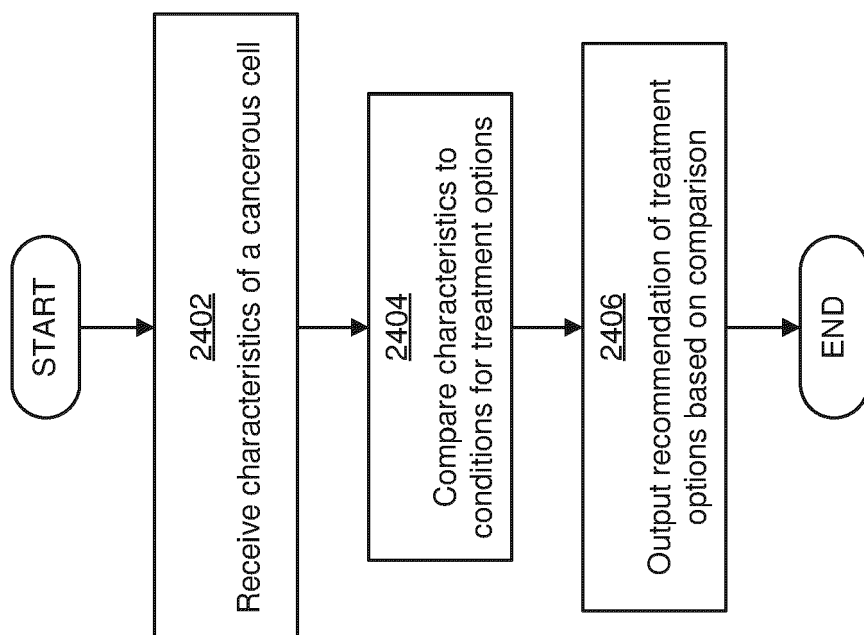 START
2402
Receive characteristics of a cancerous cell
2404
Compare characteristics to
conditions for treatment options
2406
Output recommendation of treatment
options based on comparison
END